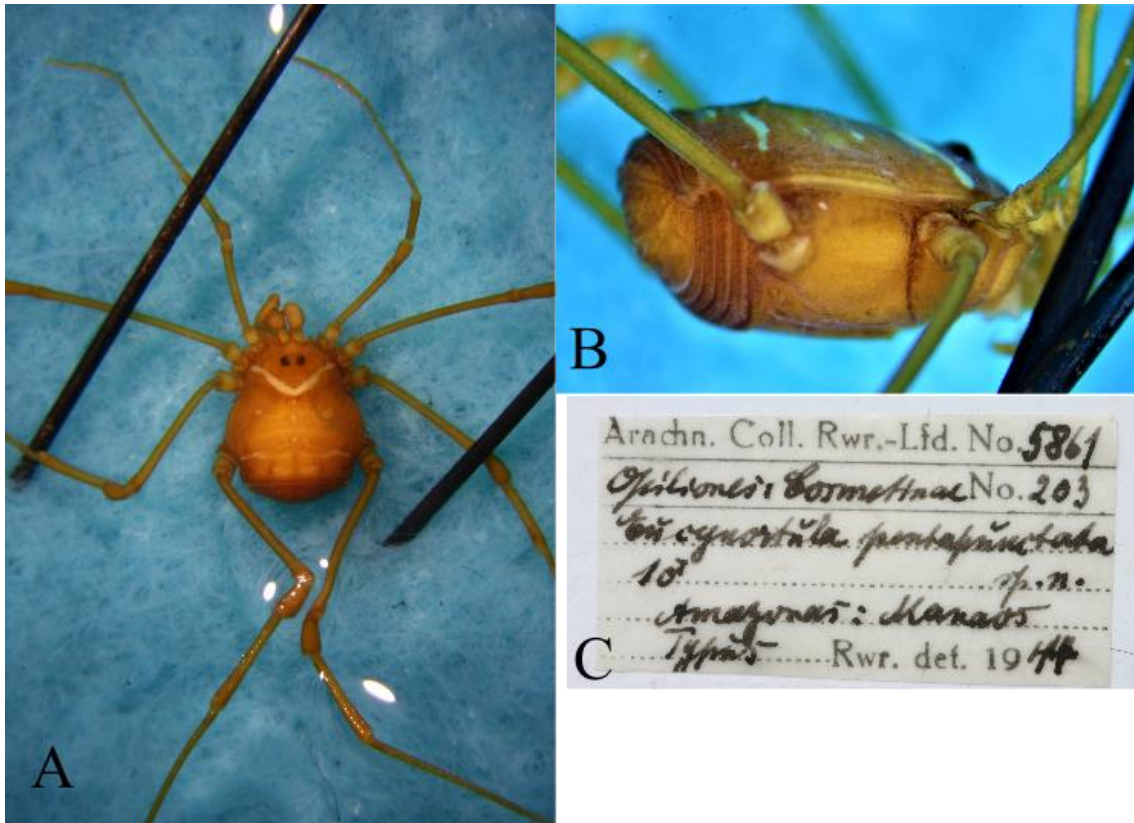 A
B
C
Arachn. Coll. Rwr.-Lfd. No. 5861
Opiliones: Cosmetinae No. 203
Eucynortula pentapunctata
1♂ sp. n.
Amazonas: Manaos
Typus Rwr. det. 1944